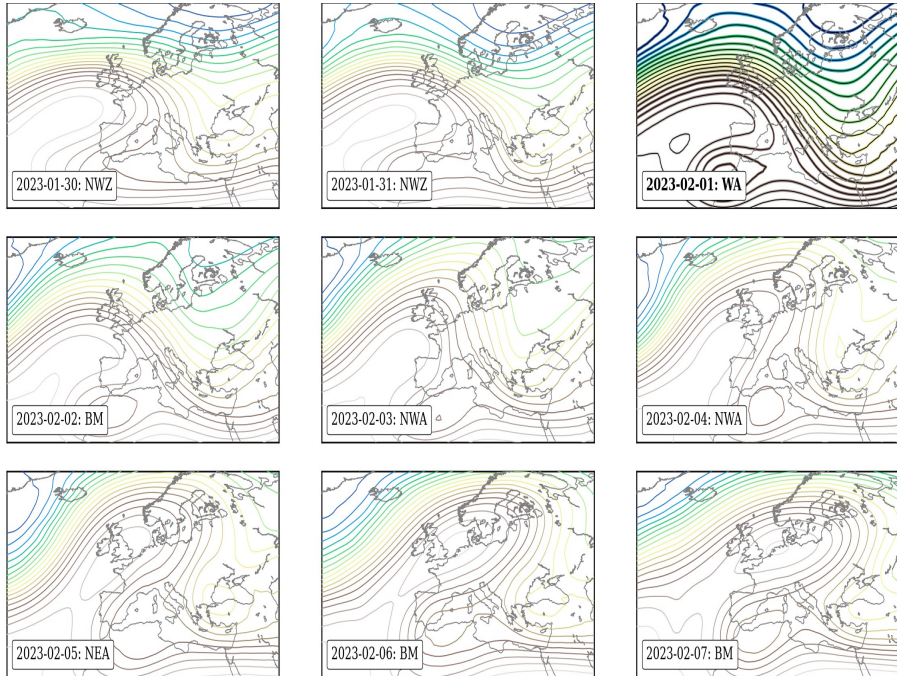 2023-01-30: NWZ
2023-01-31: NWZ
2023-02-01: WA
2023-02-02: BM
2023-02-03: NWA
2023-02-04: NWA
2023-02-05: NEA
2023-02-06: BM
2023-02-07: BM